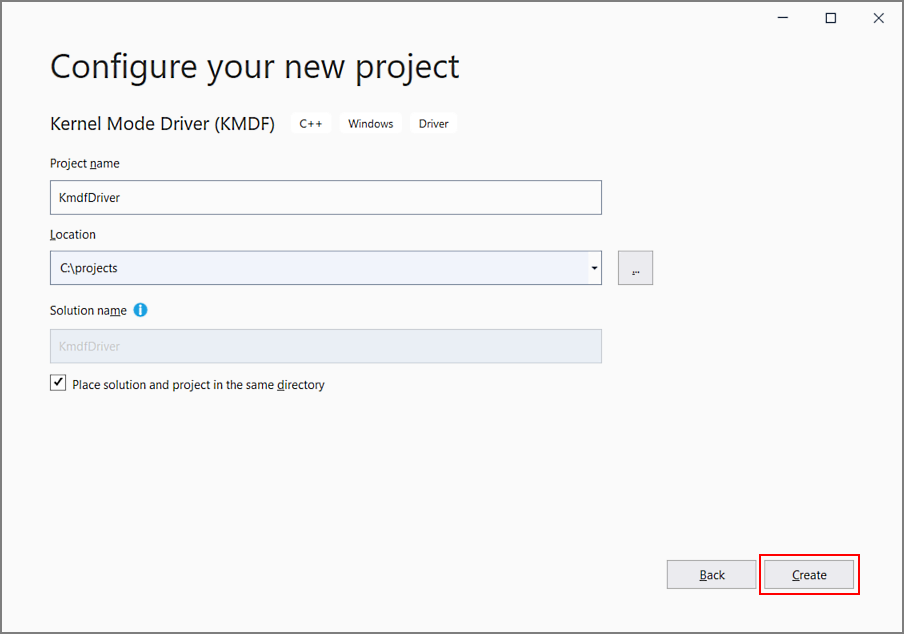 Configure your new project
Kernel Mode Driver (KMDF) C++ Windows Driver
Project name
KmdfDriver
Location
C:\projects
...
Solution name
KmdfDriver
Place solution and project in the same directory
Back Create